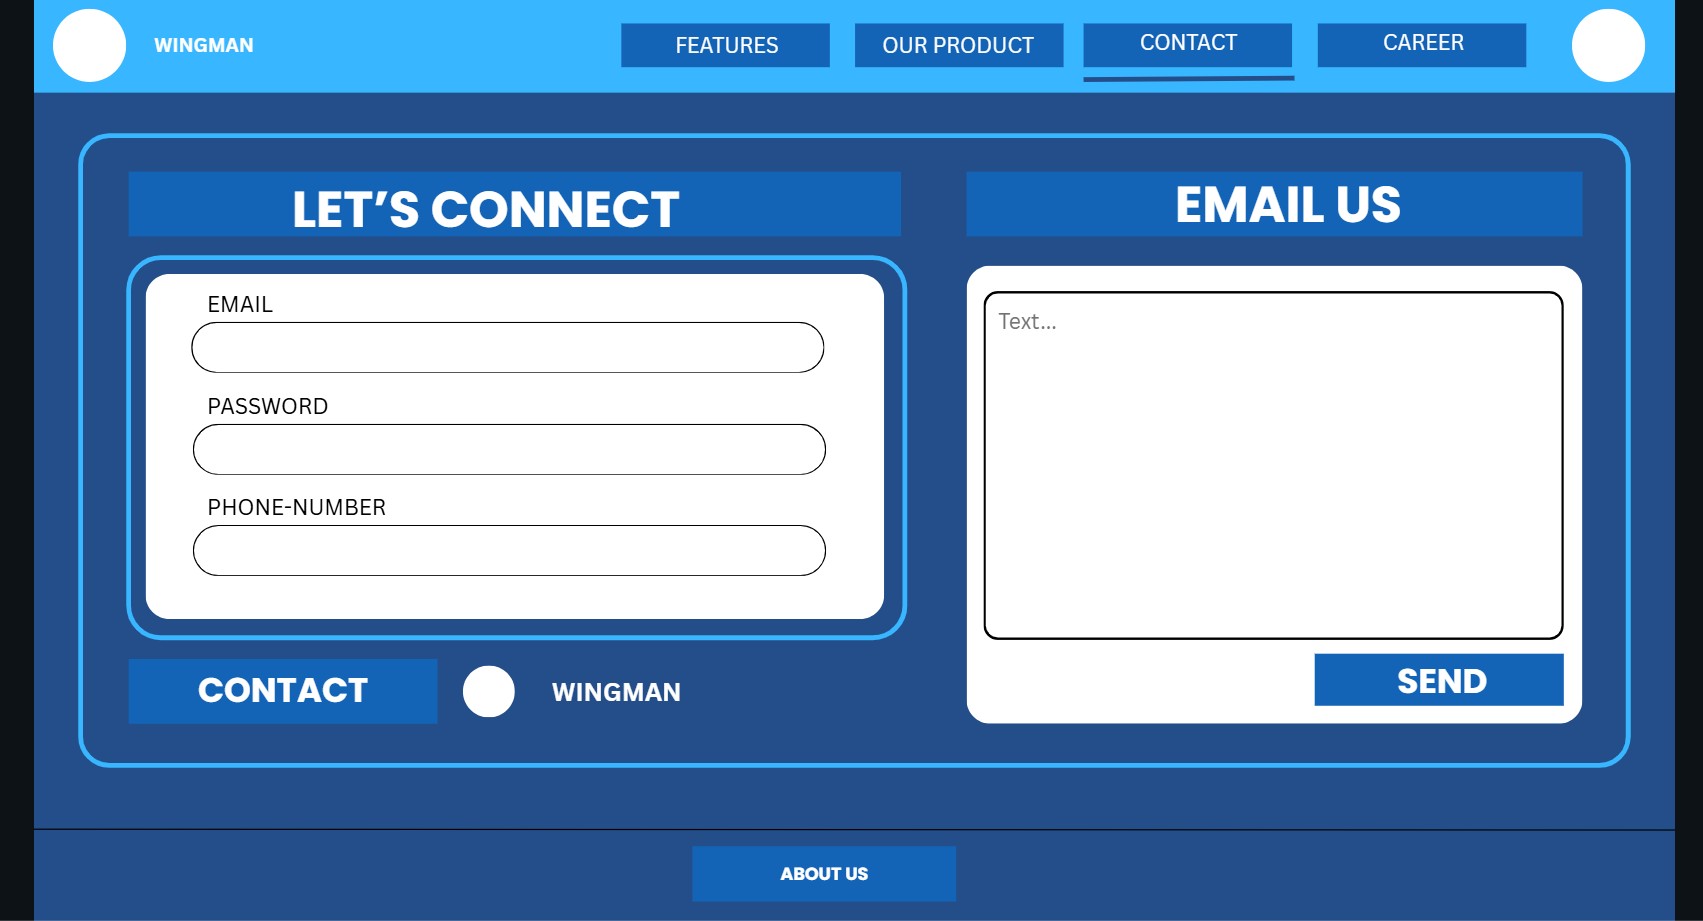 WINGMAN
FEATURES
OUR PRODUCT
CONTACT
CAREER
LET’S CONNECT
EMAIL
PASSWORD
PHONE-NUMBER
CONTACT
WINGMAN
EMAIL US
Text...
SEND
ABOUT US